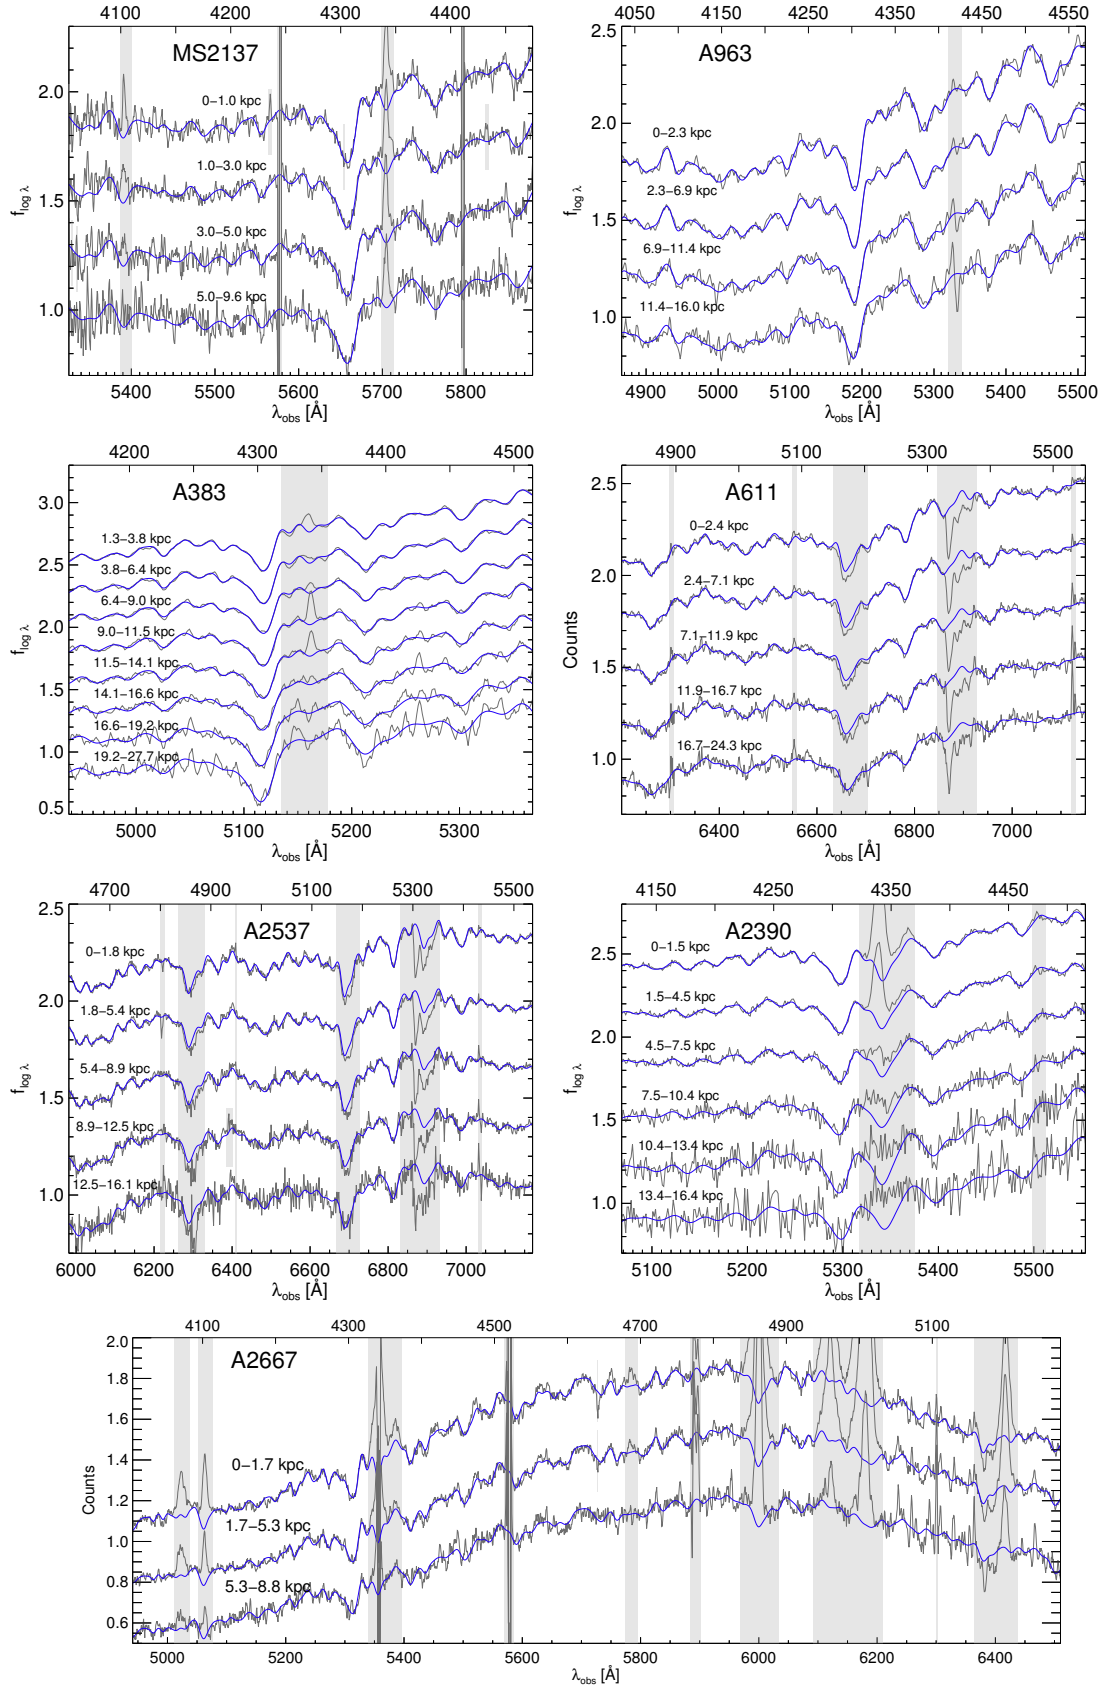 4100 4200 4300 4400
MS2137
f log λ
2.0
1.5
1.0
0-1.0 kpc
1.0-3.0 kpc
3.0-5.0 kpc
5.0-9.6 kpc
5400 5500 5600 5700 5800
λobs [Å]
4050 4100 4150 4200 4250 4300 4350 4400 4450 4500 4550
A963
f log λ
2.5
2.0
1.5
1.0
0-2.3 kpc
2.3-6.9 kpc
6.9-11.4 kpc
11.4-16.0 kpc
4900 5000 5100 5200 5300 5400 5500
λobs [Å]
4200 4300 4400 4500
A383
f log λ
3.0
2.5
2.0
1.5
1.0
0.5
1.3-3.8 kpc
3.8-6.4 kpc
6.4-9.0 kpc
9.0-11.5 kpc
11.5-14.1 kpc
14.1-16.6 kpc
16.6-19.2 kpc
19.2-27.7 kpc
5000 5100 5200 5300
λobs [Å]
4900 5100 5200 5300 5500
A611
Counts
2.5
2.0
1.5
1.0
0-2.4 kpc
2.4-7.1 kpc
7.1-11.9 kpc
11.9-16.7 kpc
16.7-24.3 kpc
6400 6600 6800 7000
λobs [Å]
4700 4800 4900 5100 5200 5300 5500
A2537
f log λ
2.5
2.0
1.5
1.0
0-1.8 kpc
1.8-5.4 kpc
5.4-8.9 kpc
8.9-12.5 kpc
12.5-16.1 kpc
6000 6200 6400 6600 6800 7000
λobs [Å]
4150 4200 4250 4300 4350 4400 4450
A2390
f log λ
2.5
2.0
1.5
1.0
0-1.5 kpc
1.5-4.5 kpc
4.5-7.5 kpc
7.5-10.4 kpc
10.4-13.4 kpc
13.4-16.4 kpc
5100 5200 5300 5400 5500
λobs [Å]
4100 4300 4400 4500 4700 4800 4900 5100
A2667
Counts
2.0
1.8
1.6
1.4
1.2
1.0
0.8
0.6
0-1.7 kpc
1.7-5.3 kpc
5.3-8.8 kpc
5000 5200 5400 5600 5800 6000 6200 6400
λobs [Å]